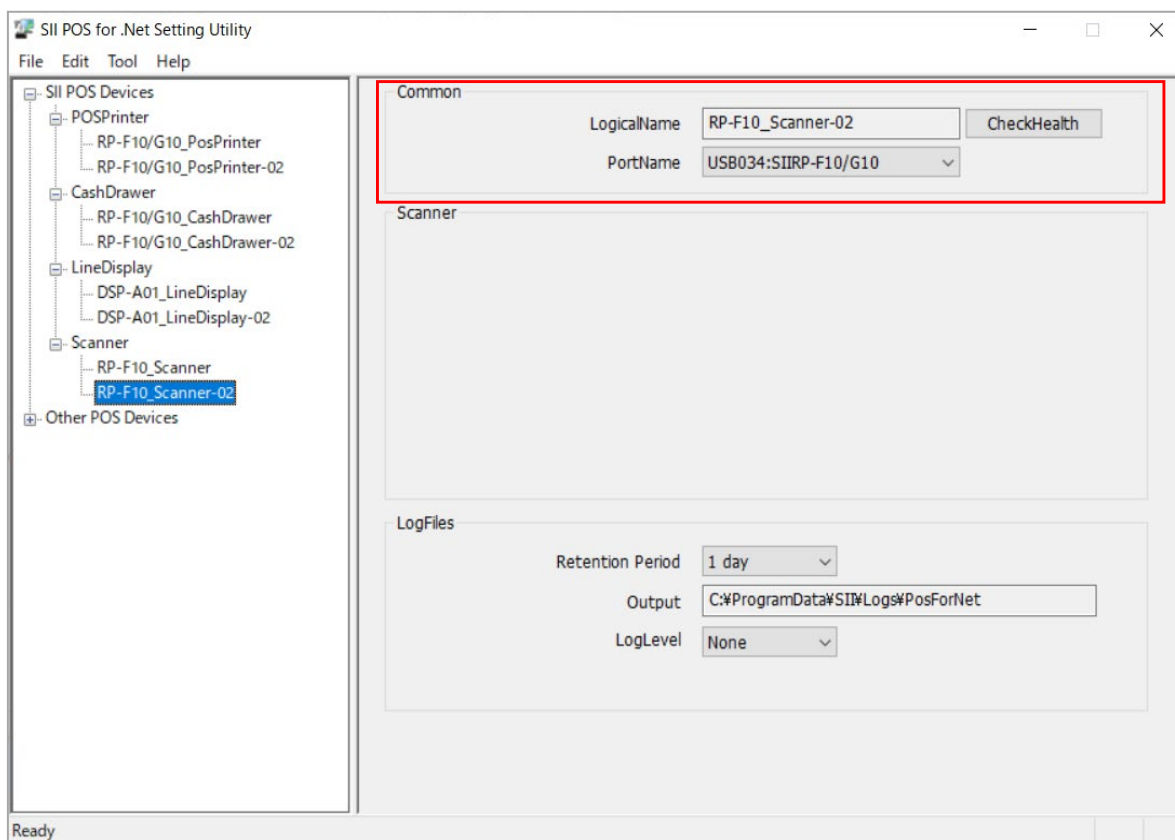 SII POS for .Net Setting Utility
File Edit Tool Help
SII POS Devices
POSPrinter
RP-F10/G10_PosPrinter
RP-F10/G10_PosPrinter-02
CashDrawer
RP-F10/G10_CashDrawer
RP-F10/G10_CashDrawer-02
LineDisplay
DSP-A01_LineDisplay
DSP-A01_LineDisplay-02
Scanner
RP-F10_Scanner
RP-F10_Scanner-02
Other POS Devices
Common
LogicalName RP-F10_Scanner-02 CheckHealth
PortName USB034:SIIRP-F10/G10
Scanner
LogFiles
Retention Period 1 day
Output C:¥ProgramData¥SII¥Logs¥PosForNet
LogLevel None
Ready